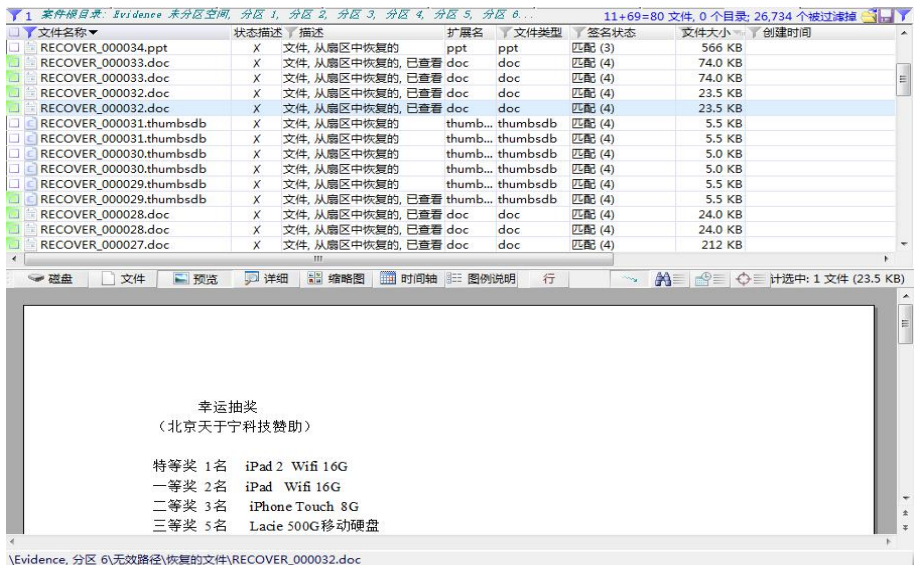 1 案件根目录: Evidence 未分区空间, 分区 1, 分区 2, 分区 3, 分区 4, 分区 5, 分区 6... 11+69=80 文件, 0 个目录; 26,734 个被过滤掉
文件名称 状态描述 描述 扩展名 文件类型 签名状态 文件大小 创建时间
RECOVER_000034.ppt X 文件, 从扇区中恢复的 ppt ppt 匹配 (3) 566 KB
RECOVER_000033.doc X 文件, 从扇区中恢复的, 已查看 doc doc 匹配 (4) 74.0 KB
RECOVER_000033.doc X 文件, 从扇区中恢复的, 已查看 doc doc 匹配 (4) 74.0 KB
RECOVER_000032.doc X 文件, 从扇区中恢复的, 已查看 doc doc 匹配 (4) 23.5 KB
RECOVER_000032.doc X 文件, 从扇区中恢复的, 已查看 doc doc 匹配 (4) 23.5 KB
RECOVER_000031.thumbsdb X 文件, 从扇区中恢复的 thumb... thumbsdb 匹配 (4) 5.5 KB
RECOVER_000031.thumbsdb X 文件, 从扇区中恢复的 thumb... thumbsdb 匹配 (4) 5.5 KB
RECOVER_000030.thumbsdb X 文件, 从扇区中恢复的 thumb... thumbsdb 匹配 (4) 5.0 KB
RECOVER_000030.thumbsdb X 文件, 从扇区中恢复的 thumb... thumbsdb 匹配 (4) 5.0 KB
RECOVER_000029.thumbsdb X 文件, 从扇区中恢复的 thumb... thumbsdb 匹配 (4) 5.5 KB
RECOVER_000029.thumbsdb X 文件, 从扇区中恢复的, 已查看 thumb... thumbsdb 匹配 (4) 5.5 KB
RECOVER_000028.doc X 文件, 从扇区中恢复的, 已查看 doc doc 匹配 (4) 24.0 KB
RECOVER_000028.doc X 文件, 从扇区中恢复的, 已查看 doc doc 匹配 (4) 24.0 KB
RECOVER_000027.doc X 文件, 从扇区中恢复的, 已查看 doc doc 匹配 (4) 212 KB
磁盘 文件 预览 详细 缩略图 时间轴 图例说明 行 计选中: 1 文件 (23.5 KB)
幸运抽奖
（北京天于宁科技赞助）
特等奖 1名 iPad 2 Wifi 16G
一等奖 2名 iPad Wifi 16G
二等奖 3名 iPhone Touch 8G
三等奖 5名 Lacie 500G移动硬盘
\Evidence, 分区 6\无效路径\恢复的文件\RECOVER_000032.doc